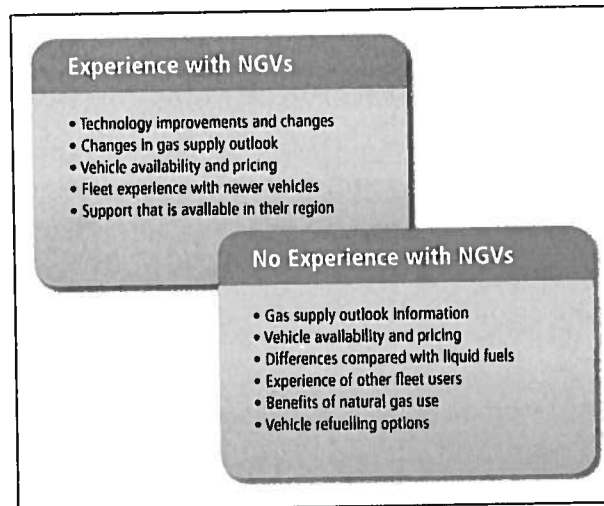 Experience with NGVs
• Technology improvements and changes
• Changes in gas supply outlook
• Vehicle availability and pricing
• Fleet experience with newer vehicles
• Support that is available in their region
No Experience with NGVs
• Gas supply outlook information
• Vehicle availability and pricing
• Differences compared with liquid fuels
• Experience of other fleet users
• Benefits of natural gas use
• Vehicle refuelling options